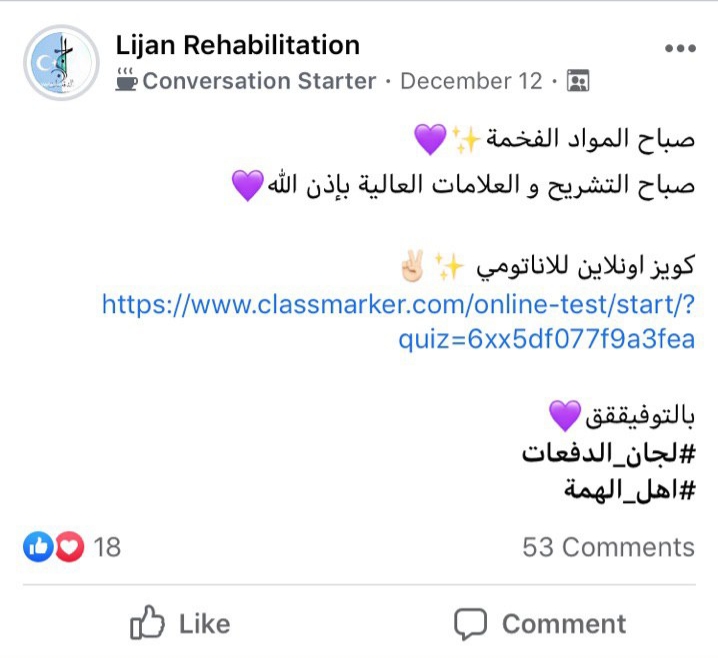 Lijan Rehabilitation
Conversation Starter · December 12 ·
صباح المواد الفخمة ✨💜
صباح التشريح و العلامات العالية بإذن الله💜
كويز اونلاين للاناتومي ✨✌🏻
https://www.classmarker.com/online-test/start/?
quiz=6xx5df077f9a3fea
بالتوفيققق💜
#لجان_الدفعات
#اهل_الهمة
18
53 Comments
Like
Comment